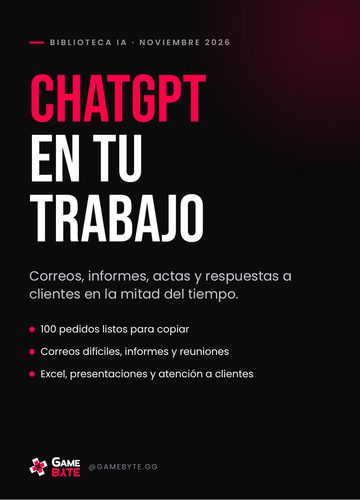 BIBLIOTECA IA · NOVIEMBRE 2026
CHATGPT
EN TU
TRABAJO
Correos, informes, actas y respuestas a
clientes en la mitad del tiempo.
100 pedidos listos para copiar
Correos difíciles, informes y reuniones
Excel, presentaciones y atención a clientes
GAME
BATE
@GAMEBYTE.GG